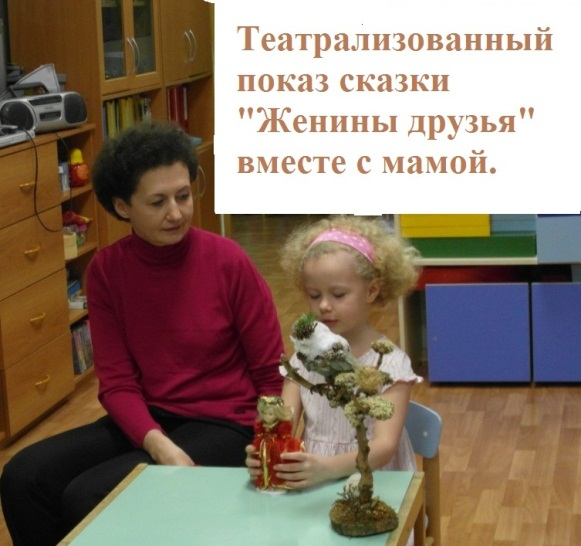 Театрализованный
показ сказки
"Женины друзья"
вместе с мамой.